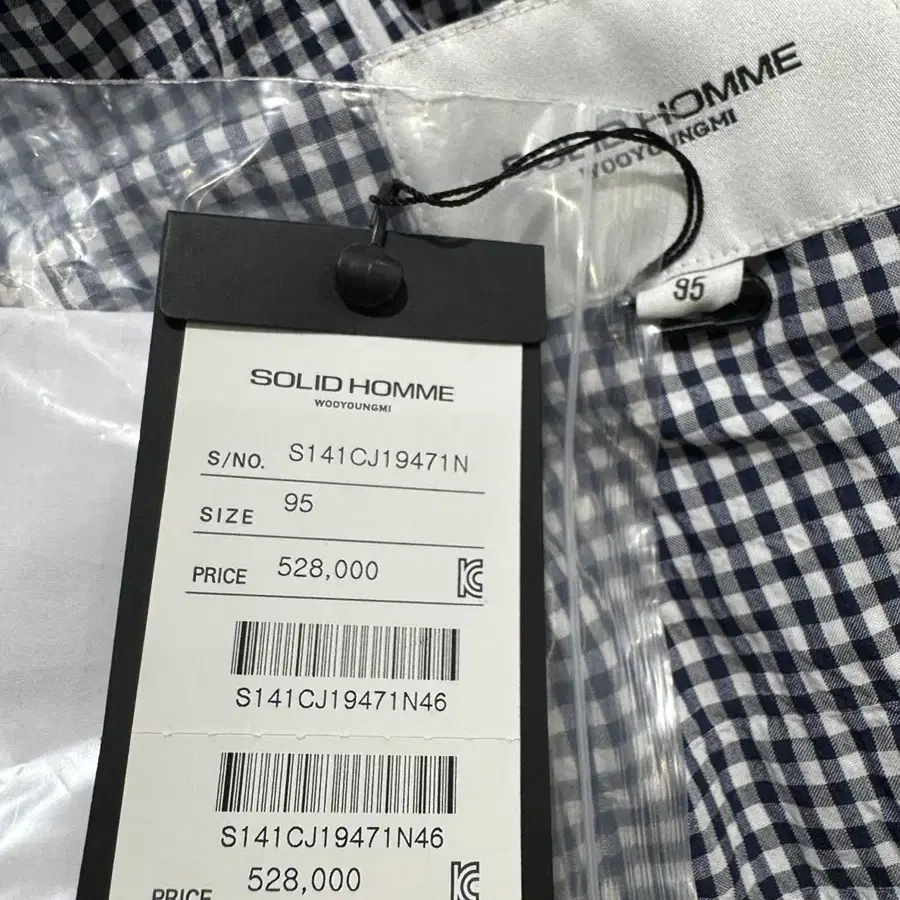 SOLID HOMME
WOOYOUNGMI
95
SOLID HOMME
WOOYOUNGMI
S/NO. S141CJ19471N
SIZE 95
PRICE 528,000
S141CJ19471N46
S141CJ19471N46
PRICE 528,000